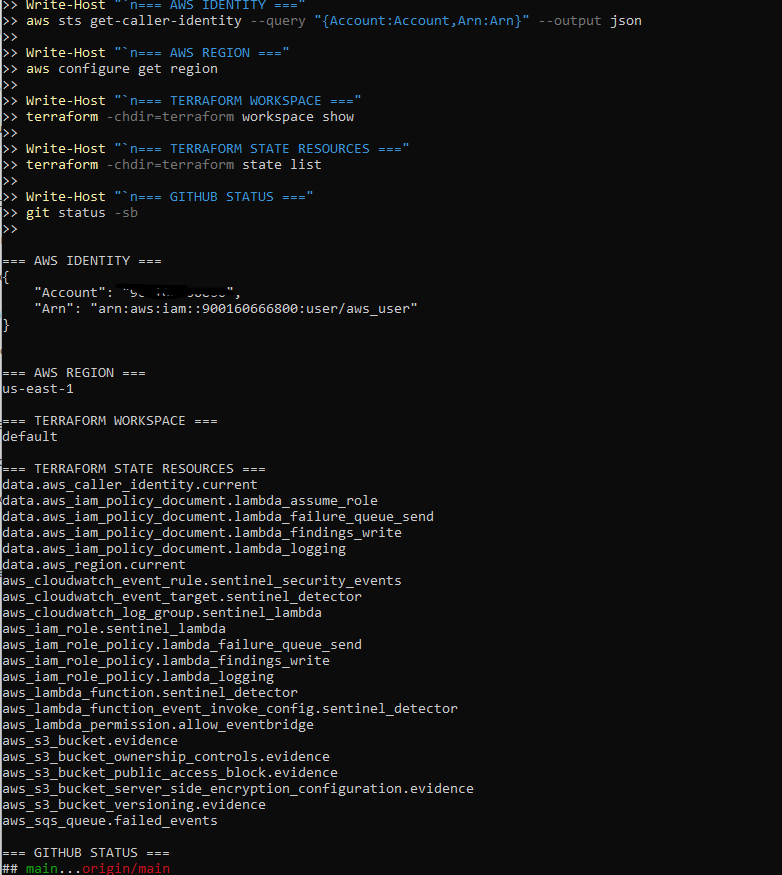 >> Write-Host "`n=== AWS IDENTITY ==="
>> aws sts get-caller-identity --query "{Account:Account,Arn:Arn}" --output json
>>
>> Write-Host "`n=== AWS REGION ==="
>> aws configure get region
>>
>> Write-Host "`n=== TERRAFORM WORKSPACE ==="
>> terraform -chdir=terraform workspace show
>>
>> Write-Host "`n=== TERRAFORM STATE RESOURCES ==="
>> terraform -chdir=terraform state list
>>
>> Write-Host "`n=== GITHUB STATUS ==="
>> git status -sb
>>
=== AWS IDENTITY ===
{
"Account":
"Arn": "arn:aws:iam::900160666800:user/aws_user"
}
=== AWS REGION ===
us-east-1
=== TERRAFORM WORKSPACE ===
default
=== TERRAFORM STATE RESOURCES ===
data.aws_caller_identity.current
data.aws_iam_policy_document.lambda_assume_role
data.aws_iam_policy_document.lambda_failure_queue_send
data.aws_iam_policy_document.lambda_findings_write
data.aws_iam_policy_document.lambda_logging
data.aws_region.current
aws_cloudwatch_event_rule.sentinel_security_events
aws_cloudwatch_event_target.sentinel_detector
aws_cloudwatch_log_group.sentinel_lambda
aws_iam_role.sentinel_lambda
aws_iam_role_policy.lambda_failure_queue_send
aws_iam_role_policy.lambda_findings_write
aws_iam_role_policy.lambda_logging
aws_lambda_function.sentinel_detector
aws_lambda_function_event_invoke_config.sentinel_detector
aws_lambda_permission.allow_eventbridge
aws_s3_bucket.evidence
aws_s3_bucket_ownership_controls.evidence
aws_s3_bucket_public_access_block.evidence
aws_s3_bucket_server_side_encryption_configuration.evidence
aws_s3_bucket_versioning.evidence
aws_sqs_queue.failed_events
=== GITHUB STATUS ===
## main...origin/main